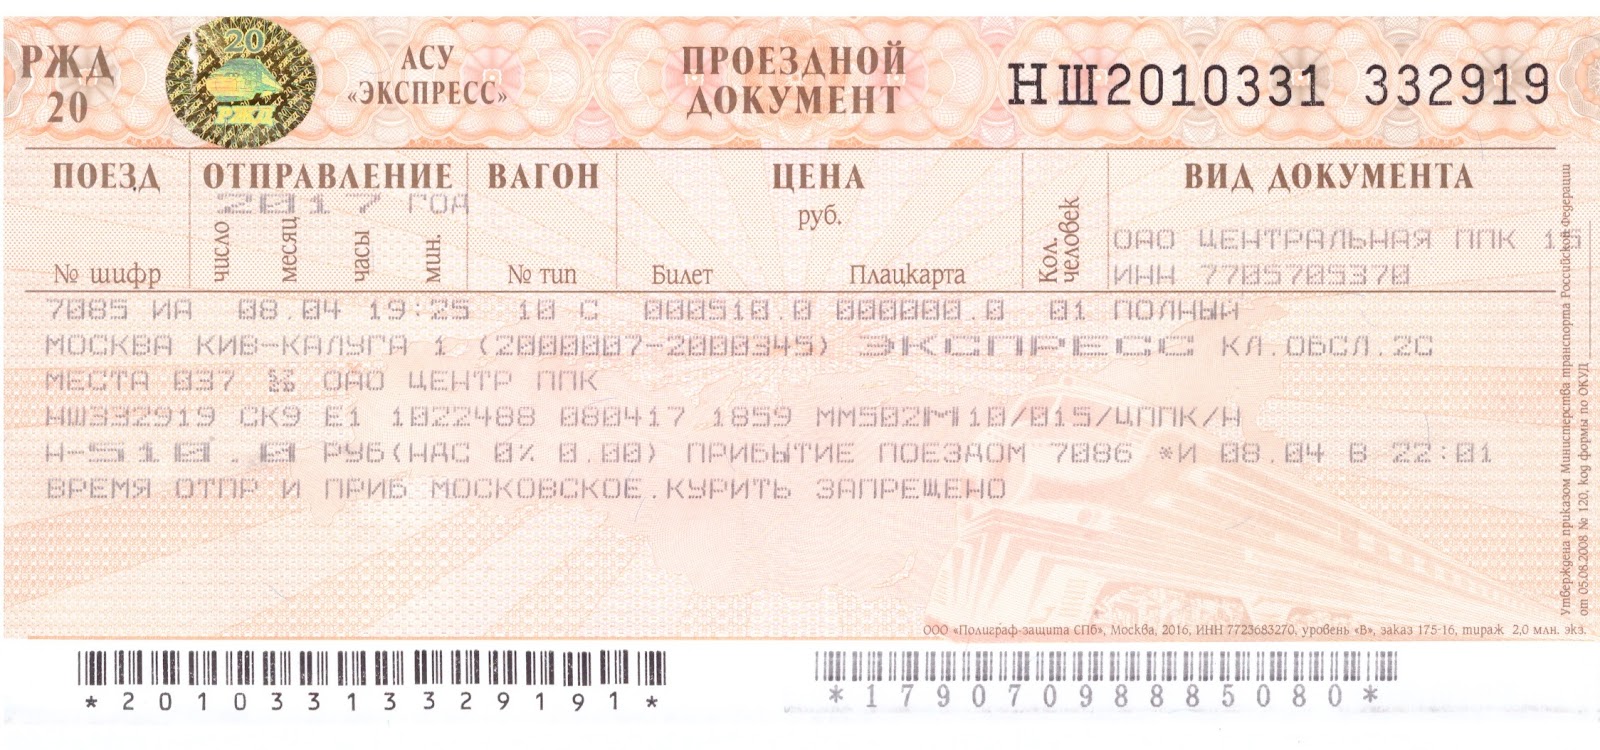 РЖД
20
20
РЖД
АСУ
«ЭКСПРЕСС»
ПРОЕЗДНОЙ
ДОКУМЕНТ
НШ2010331 332919
ПОЕЗД ОТПРАВЛЕНИЕ ВАГОН ЦЕНА ВИД ДОКУМЕНТА
2017 ГОД
руб.
№ шифр число месяц часы мин. № тип Билет Плацкарта Кол. человек
ОАО ЦЕНТРАЛЬНАЯ ППК 16
ИНН 7705705370
7085 ИА 08.04 19:25 10 С 000510.0 000000.0 01 ПОЛНЫЙ
МОСКВА КИВ-КАЛУГА 1 (2000007-2000345) ЭКСПРЕСС КЛ.ОБСЛ.2С
МЕСТА 037 ОАО ЦЕНТР ППК
НШ332919 СК9 Е1 1022488 080417 1859 ММ502МИ10/015/ЦППК/Н
Н-510.0 РУБ(НДС 0% 0.00) ПРИБЫТИЕ ПОЕЗДОМ 7086 *И 08.04 В 22:01
ВРЕМЯ ОТПР И ПРИБ МОСКОВСКОЕ.КУРИТЬ ЗАПРЕЩЕНО
Утверждена приказом Министерства транспорта Российской Федерации
от 05.08.2008 № 120, код формы по ОКУД
ООО «Полиграф-защита СПб», Москва, 2016, ИНН 7723683270, уровень «В», заказ 175-16, тираж 2,0 млн. экз.
*20103313329191*
*17907098885080*